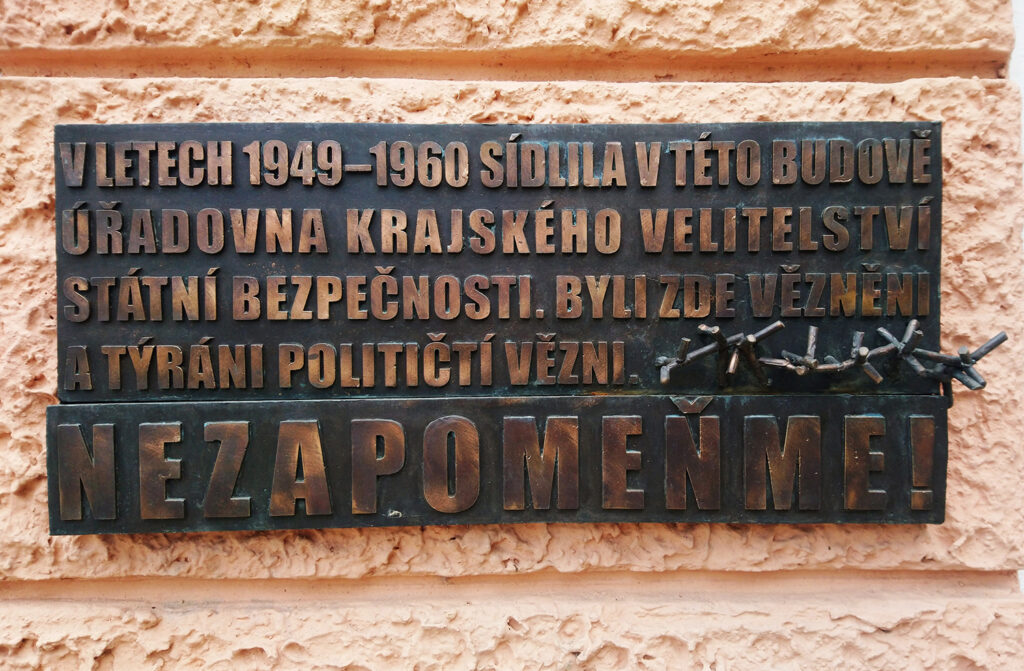 V LETECH 1949–1960 SÍDLILA V TÉTO BUDOVĚ
ÚŘADOVNA KRAJSKÉHO VELITELSTVÍ
STÁTNÍ BEZPEČNOSTI. BYLI ZDE VĚZNĚNI
A TÝRÁNI POLITIČTÍ VĚZNI.
NEZAPOMEŇME!